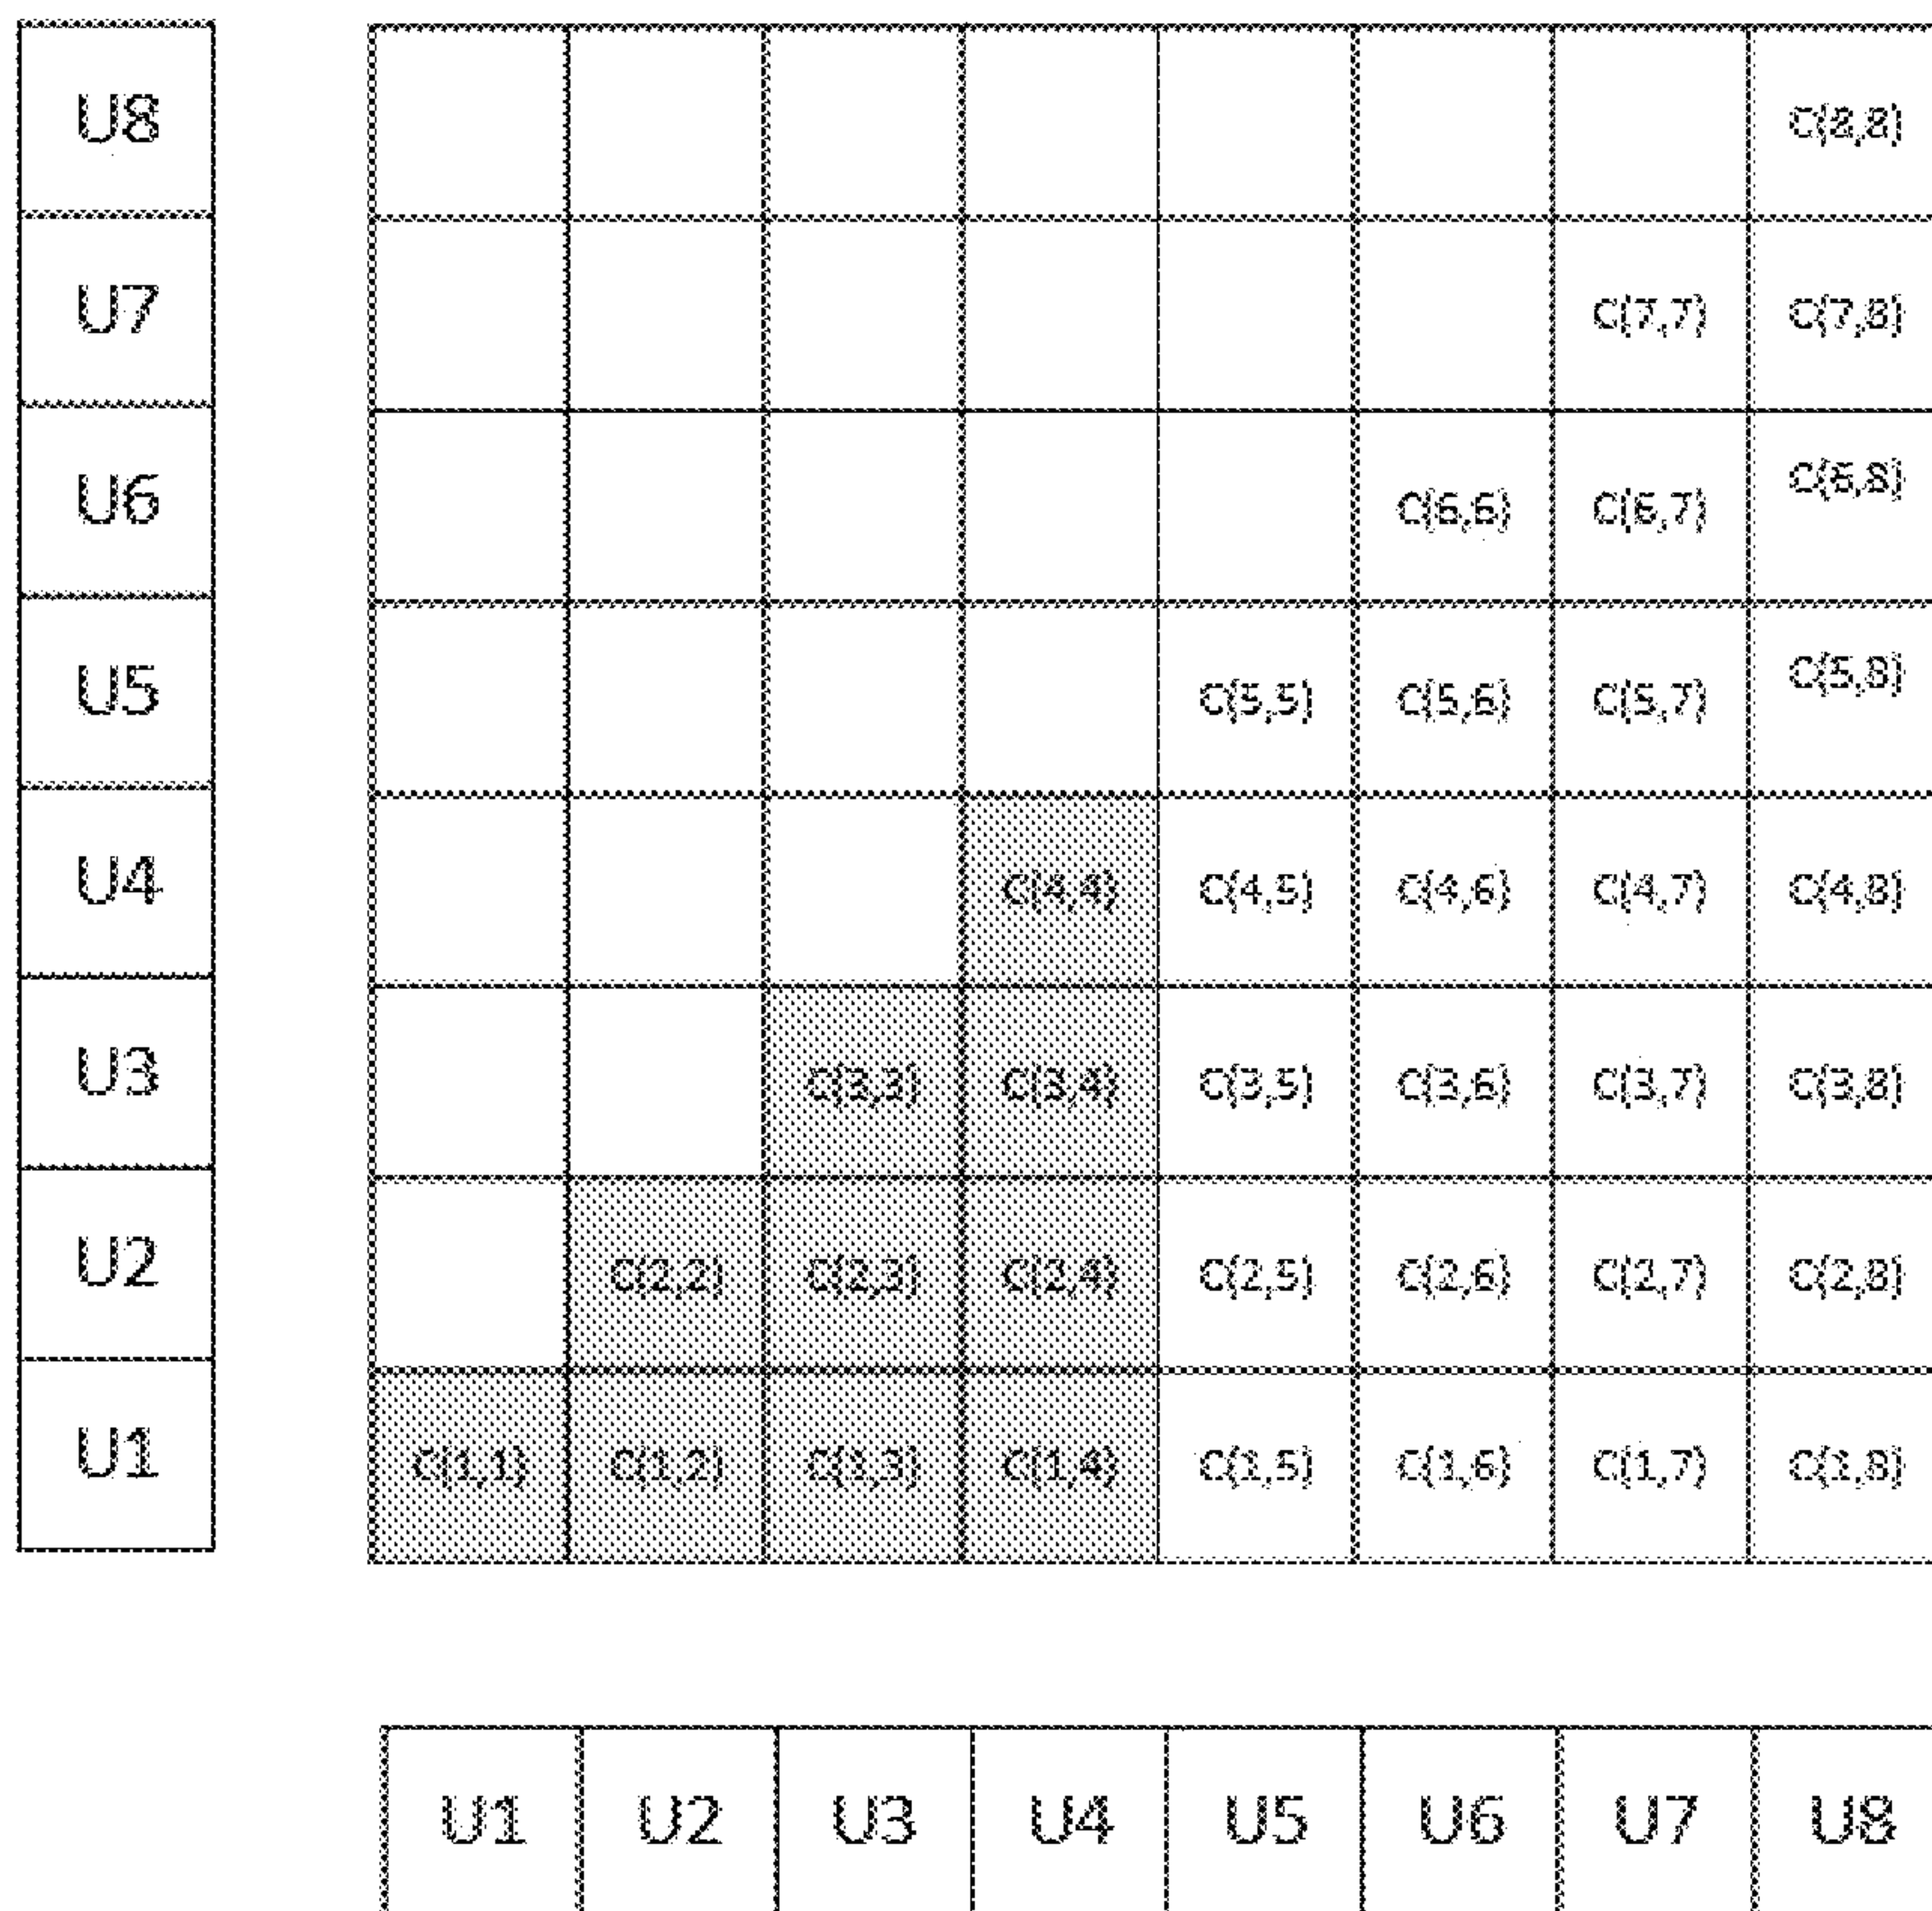 U8 C(8,8)
U7 C(7,7) C(7,8)
U6 C(6,6) C(6,7) C(6,8)
U5 C(5,5) C(5,6) C(5,7) C(5,8)
U4 C(4,4) C(4,5) C(4,6) C(4,7) C(4,8)
U3 C(3,3) C(3,4) C(3,5) C(3,6) C(3,7) C(3,8)
U2 C(2,2) C(2,3) C(2,4) C(2,5) C(2,6) C(2,7) C(2,8)
U1 C(1,1) C(1,2) C(1,3) C(1,4) C(1,5) C(1,6) C(1,7) C(1,8)
U1 U2 U3 U4 U5 U6 U7 U8